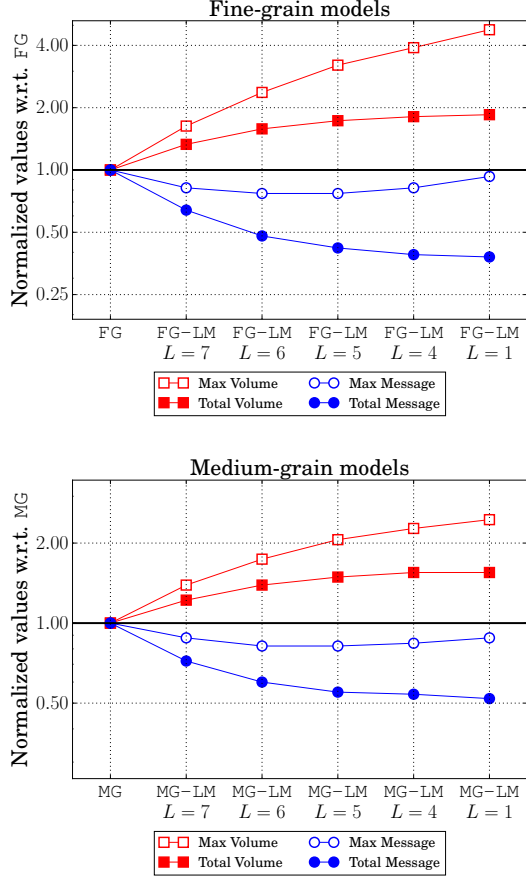 Fine-grain models
Normalized values w.r.t. FG
4.00
2.00
1.00
0.50
0.25
FG FG-LM FG-LM FG-LM FG-LM FG-LM
L = 7 L = 6 L = 5 L = 4 L = 1
Max Volume Max Message
Total Volume Total Message
Medium-grain models
Normalized values w.r.t. MG
2.00
1.00
0.50
MG MG-LM MG-LM MG-LM MG-LM MG-LM
L = 7 L = 6 L = 5 L = 4 L = 1
Max Volume Max Message
Total Volume Total Message